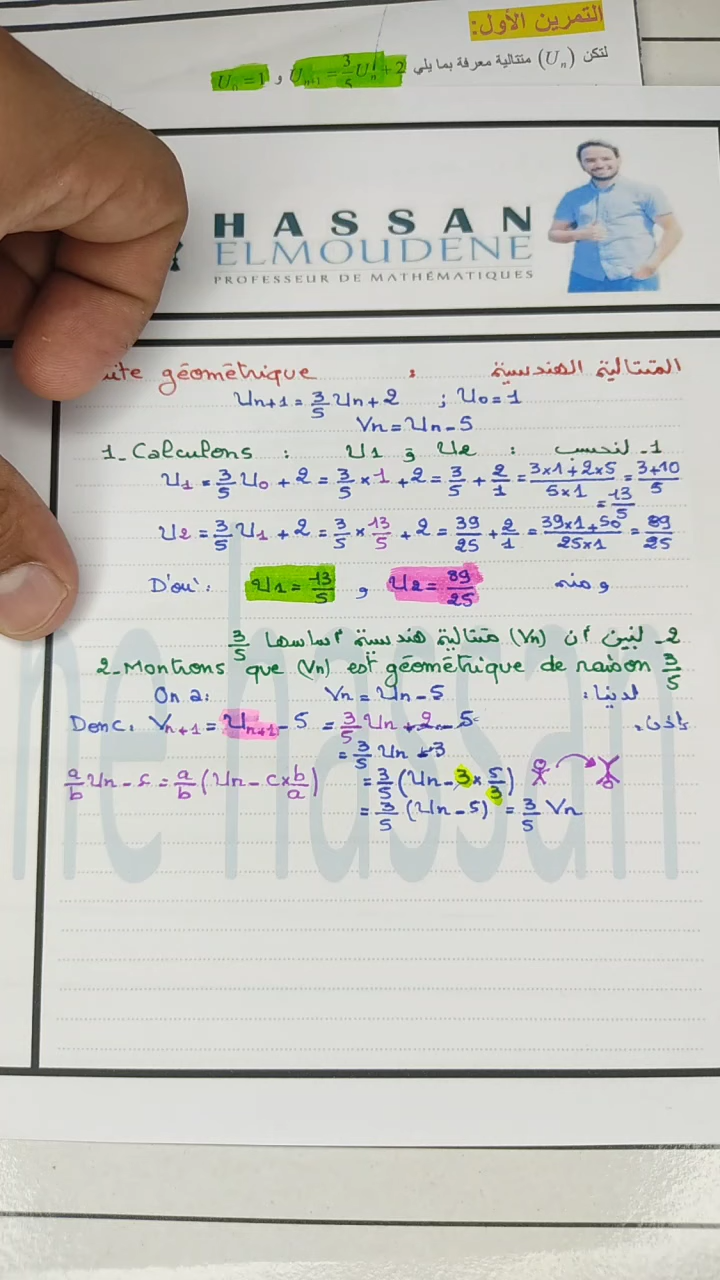 التمرين الأول:
لتكن (Uₙ) متتالية معرفة بما يلي Uₙ₊₁ = 3/5 Uₙ + 2 و U₀ = 1
HASSAN
ELMOUDENE
PROFESSEUR DE MATHÉMATIQUES
uite géométrique : المتتالية الهندسية
Un+1 = 3/5 Un + 2 ; U0 = 1
Vn = Un - 5
1- Calculons : U1 و U2 : 1- لنحسب
U1 = 3/5 U0 + 2 = 3/5 × 1 + 2 = 3/5 + 2/1 = (3×1+2×5)/(5×1) = (3+10)/5
= 13/5
U2 = 3/5 U1 + 2 = 3/5 × 13/5 + 2 = 39/25 + 2/1 = (39×1+50)/(25×1) = 89/25
D'où: U1 = 13/5 و U2 = 89/25 ومنه
2- لنبين أن (Vn) متتالية هندسية أساسها 3/5
2- Montrons que (Vn) est géométrique de raison 3/5
On a: Vn = Un - 5 لدينا:
Denc: Vn+1 = Un+1 - 5 = 3/5 Un + 2 - 5 إذن:
= 3/5 Un - 3
a/b Un - c = a/b (Un - c × b/a) = 3/5 (Un - 3 × 5/3)
= 3/5 (Un - 5) = 3/5 Vn
ne hassan